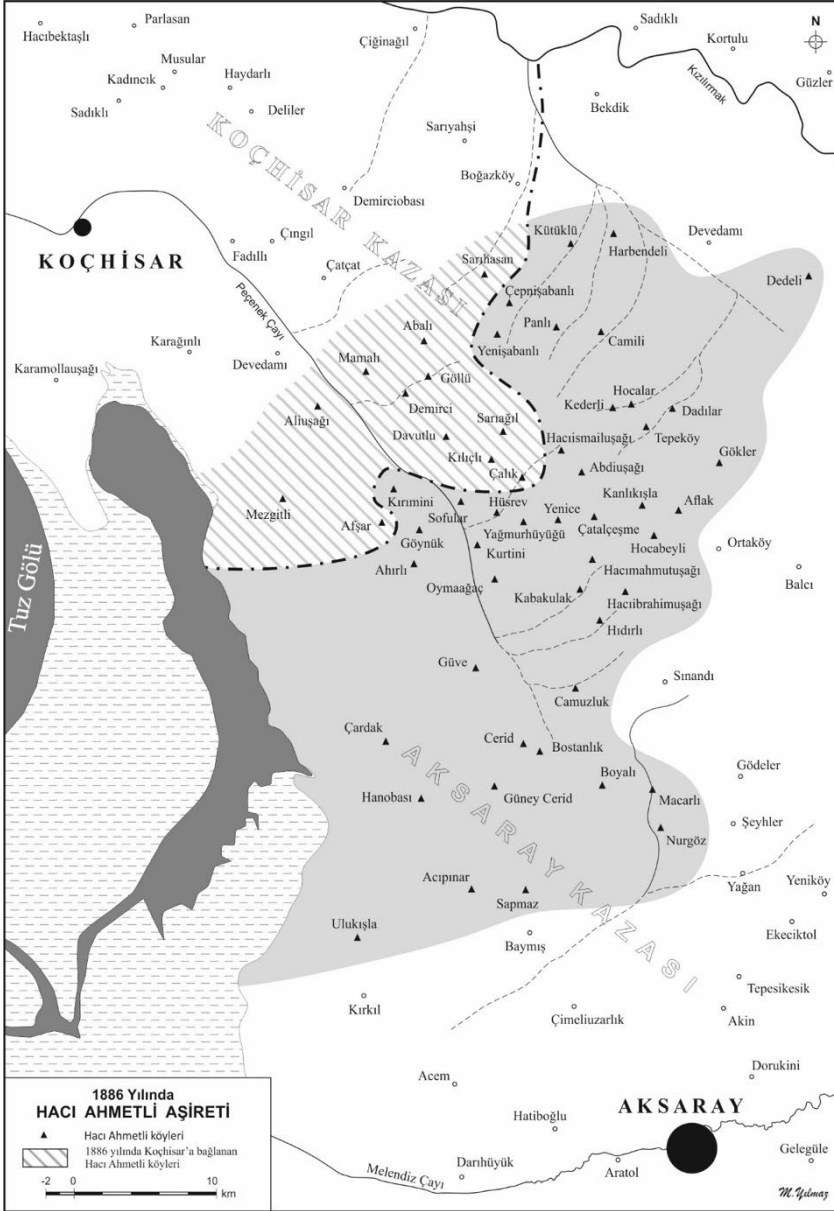 Hacıbektaşlı
Parlasan
Çiğinağıl
Sadıklı
Kortulu
N
Musular
Kadıncık
Haydarlı
Sadıklı
Deliler
Güzler
Kızılırmak
Bekdik
Sarıyahşi
KOÇHİSAR KAZASI
Boğazköy
Demirciobası
KOÇHİSAR
Fadıllı
Çıngıl
Çatçat
Kütüklü
Harbendeli
Devedamı
Dedeli
Sarıhasan
Peçenek Çayı
Çepnişabanlı
Panlı
Camili
Yenişabanlı
Abalı
Karağınlı
Devedamı
Karamollauşağı
Mamalı
Göllü
Demirci
Aliuşağı
Kederli
Hocalar
Dadılar
Tepeköy
Davutlu
Sarıağıl
Hacıismailuşağı
Kılıçlı
Çalık
Abdiuşağı
Gökler
Mezgitli
Kırımini
Afşar
Sofular
Hüsrev
Yenice
Kanlıkışla
Aflak
Göynük
Yağmurhüyüğü
Çatalçeşme
Kurtini
Hocabeyli
Ortaköy
Ahırlı
Oymaağaç
Hacımahmutuşağı
Balcı
Kabakulak
Hacıibrahimuşağı
Hıdırlı
Tuz Gölü
Güve
Camuzluk
Sınandı
Çardak
Cerid
Bostanlık
AKSARAY KAZASI
Hanobası
Güney Cerid
Boyalı
Macarlı
Gödeler
Nurgöz
Şeyhler
Acıpınar
Sapmaz
Yağan
Yeniköy
Ulukışla
Baymış
Ekeciktol
Tepesikesik
Kırkıl
Çimeliuzarlık
Akin
Acem
Dorukini
Hatiboğlu
AKSARAY
Darıhüyük
Aratol
Gelegüle
Melendiz Çayı
1886 Yılında
HACI AHMETLİ AŞİRETİ
Hacı Ahmetli köyleri
1886 yılında Koçhisar'a bağlanan
Hacı Ahmetli köyleri
-2 0 10
km
M.Yılmaz